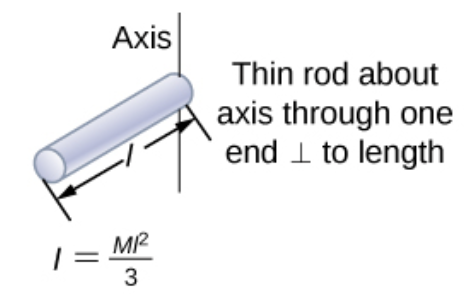 Axis
Thin rod about
axis through one
end ⊥ to length
l
I = Ml²/3